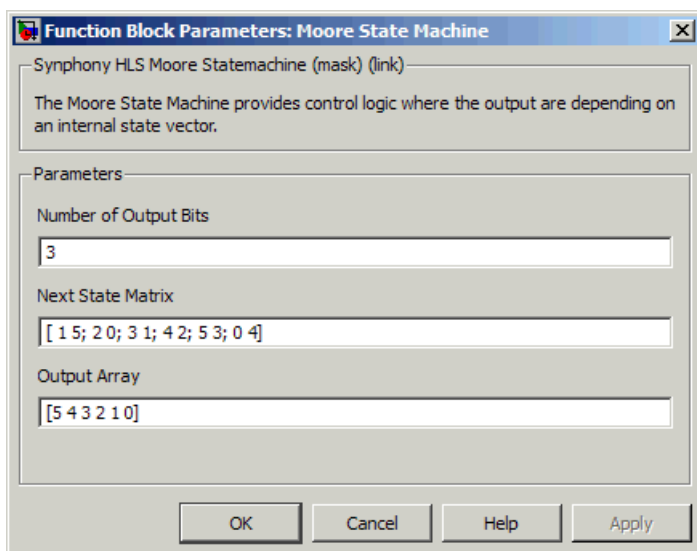 Function Block Parameters: Moore State Machine
Synphony HLS Moore Statemachine (mask) (link)
The Moore State Machine provides control logic where the output are depending on
an internal state vector.
Parameters
Number of Output Bits
3
Next State Matrix
[ 1 5; 2 0; 3 1; 4 2; 5 3; 0 4]
Output Array
[5 4 3 2 1 0]
OK
Cancel
Help
Apply